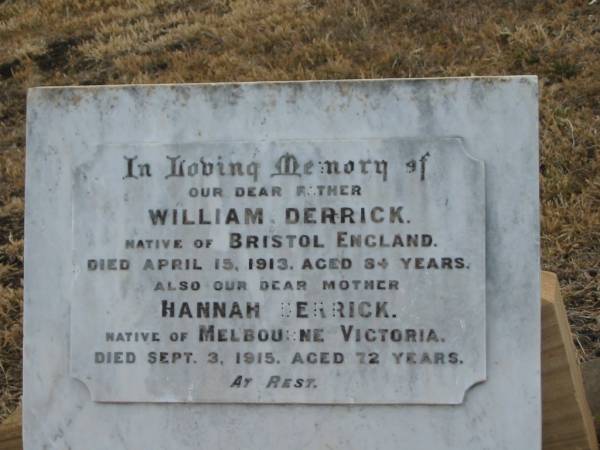 In Loving Memory of
OUR DEAR FATHER
WILLIAM DERRICK.
NATIVE OF BRISTOL ENGLAND.
DIED APRIL 15, 1913. AGED 84 YEARS.
ALSO OUR DEAR MOTHER
HANNAH DERRICK.
NATIVE OF MELBOURNE VICTORIA.
DIED SEPT. 3, 1915. AGED 72 YEARS.
AT REST.